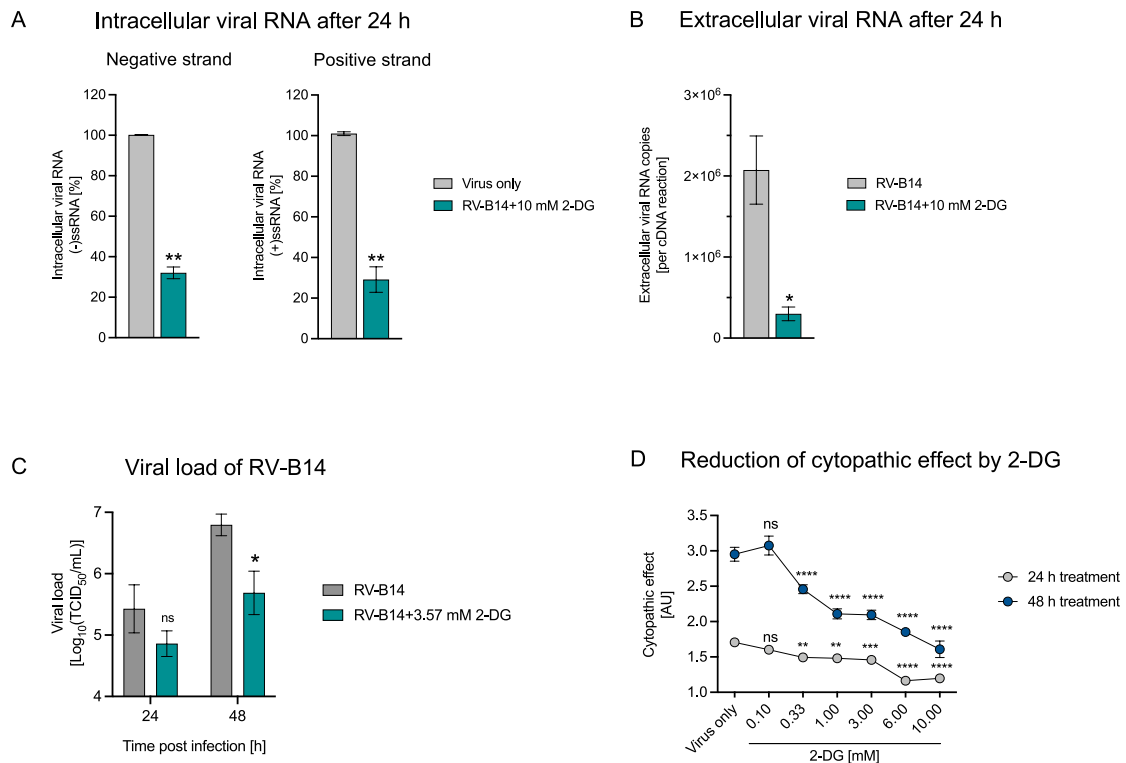 A Intracellular viral RNA after 24 h
Negative strand
Positive strand
Intracellular viral RNA
(-)ssRNA [%]
120
100
80
60
40
20
0
**
Intracellular viral RNA
(+)ssRNA [%]
120
100
80
60
40
20
0
**
Virus only
RV-B14+10 mM 2-DG
B Extracellular viral RNA after 24 h
Extracellular viral RNA copies
[per cDNA reaction]
3×10⁶
2×10⁶
1×10⁶
0
*
RV-B14
RV-B14+10 mM 2-DG
C Viral load of RV-B14
Viral load
[Log₁₀(TCID₅₀/mL)]
7
6
5
4
ns
*
24 48
Time post infection [h]
RV-B14
RV-B14+3.57 mM 2-DG
D Reduction of cytopathic effect by 2-DG
Cytopathic effect
[AU]
3.5
3.0
2.5
2.0
1.5
1.0
ns **** **** **** **** ****
ns ** ** *** **** ****
Virus only 0.10 0.33 1.00 3.00 6.00 10.00
2-DG [mM]
24 h treatment
48 h treatment